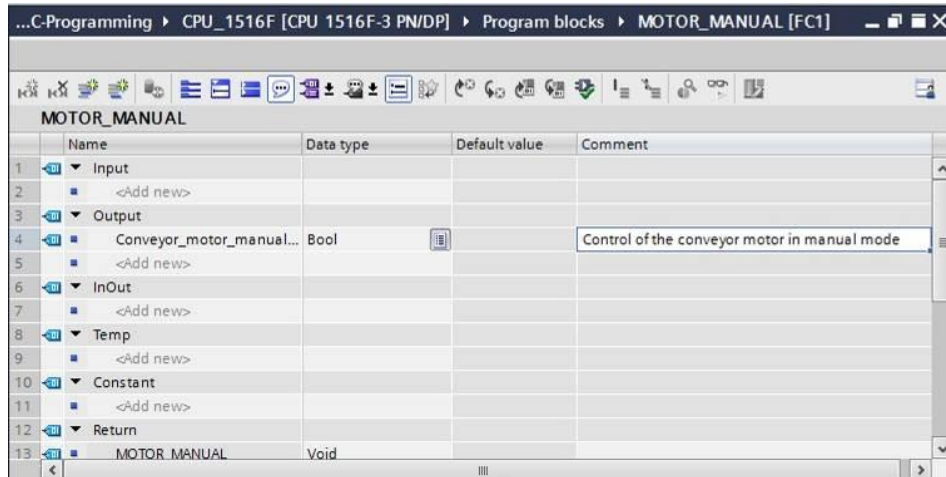 ...C-Programming ▸ CPU_1516F [CPU 1516F-3 PN/DP] ▸ Program blocks ▸ MOTOR_MANUAL [FC1]
MOTOR_MANUAL
Name Data type Default value Comment
1 Input
2 <Add new>
3 Output
4 Conveyor_motor_manual... Bool Control of the conveyor motor in manual mode
5 <Add new>
6 InOut
7 <Add new>
8 Temp
9 <Add new>
10 Constant
11 <Add new>
12 Return
13 MOTOR_MANUAL Void